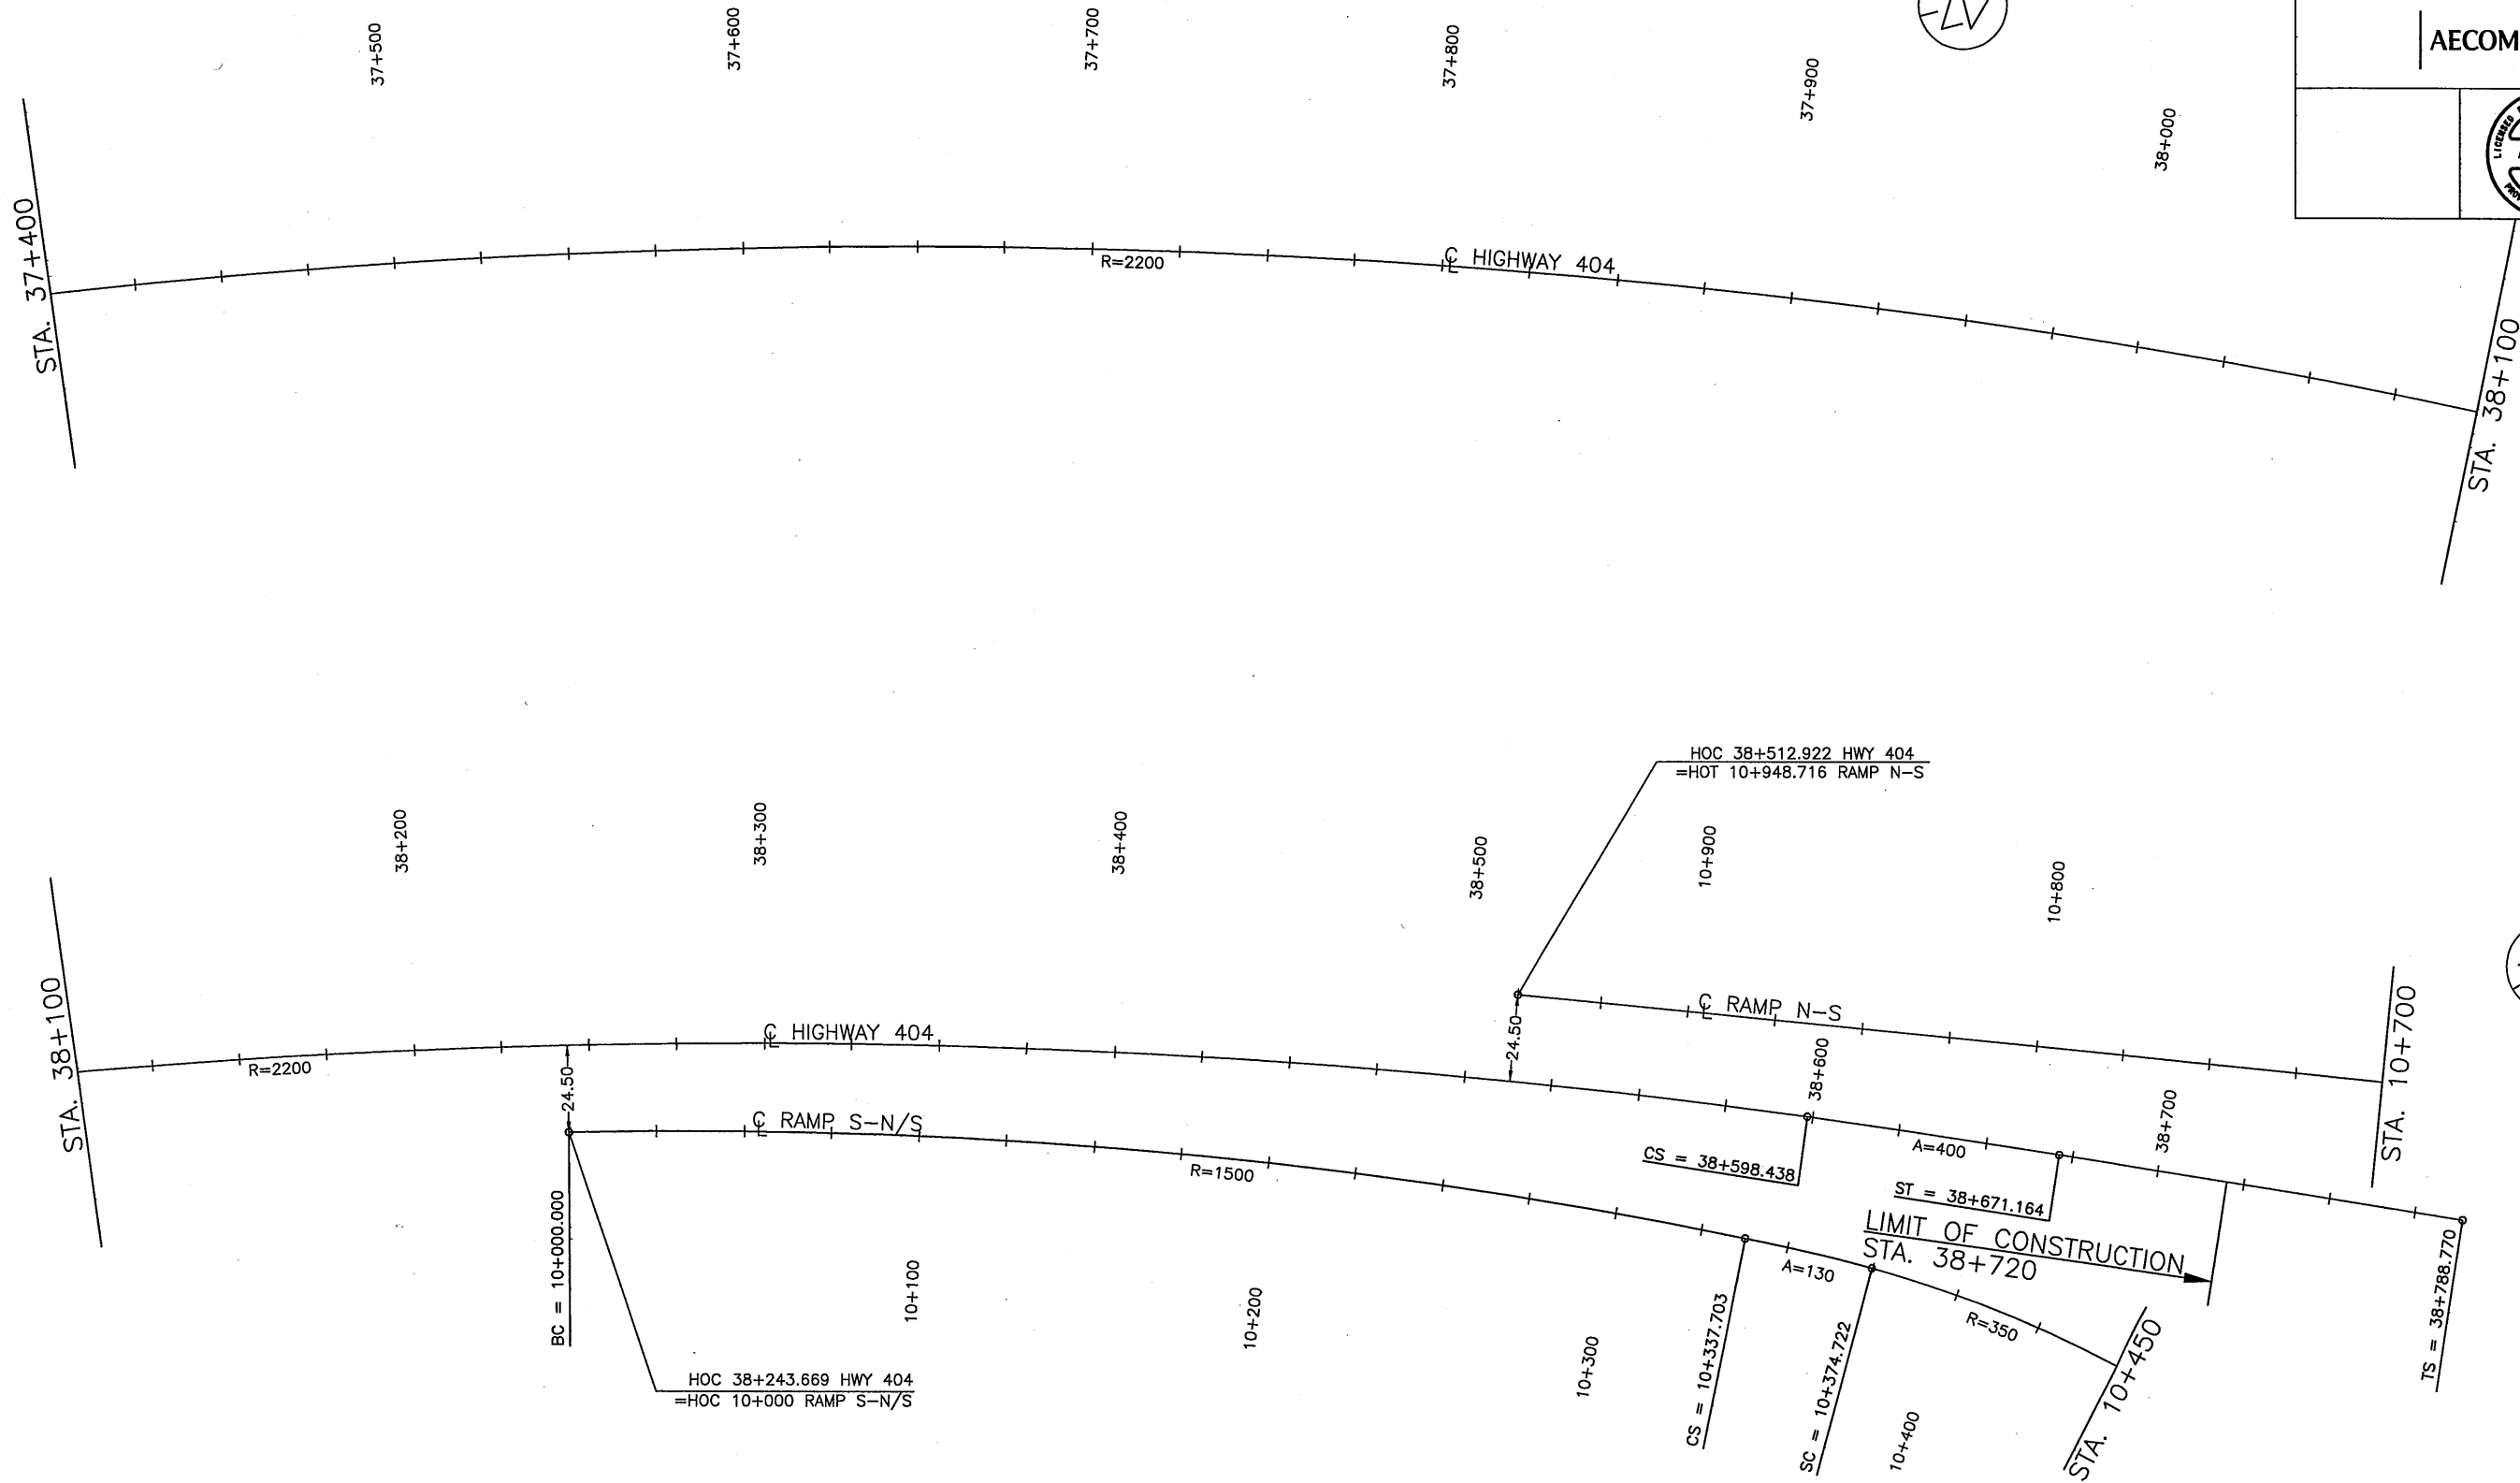 37+500
37+600
37+700
37+800
37+900
38+000
AECOM
LICENSED
STA. 37+400
R=2200
℄ HIGHWAY 404
STA. 38+100
HOC 38+512.922 HWY 404
=HOT 10+948.716 RAMP N-S
38+200
38+300
38+400
38+500
10+900
10+800
STA. 38+100
R=2200
℄ HIGHWAY 404
24.50
℄ RAMP S-N/S
R=1500
24.50
℄ RAMP N-S
38+600
38+700
STA. 10+700
CS = 38+598.438
A=400
ST = 38+671.164
LIMIT OF CONSTRUCTION
STA. 38+720
A=130
R=350
BC = 10+000.000
10+100
10+200
10+300
CS = 10+337.703
SC = 10+374.722
10+400
STA. 10+450
TS = 38+788.770
HOC 38+243.669 HWY 404
=HOC 10+000 RAMP S-N/S